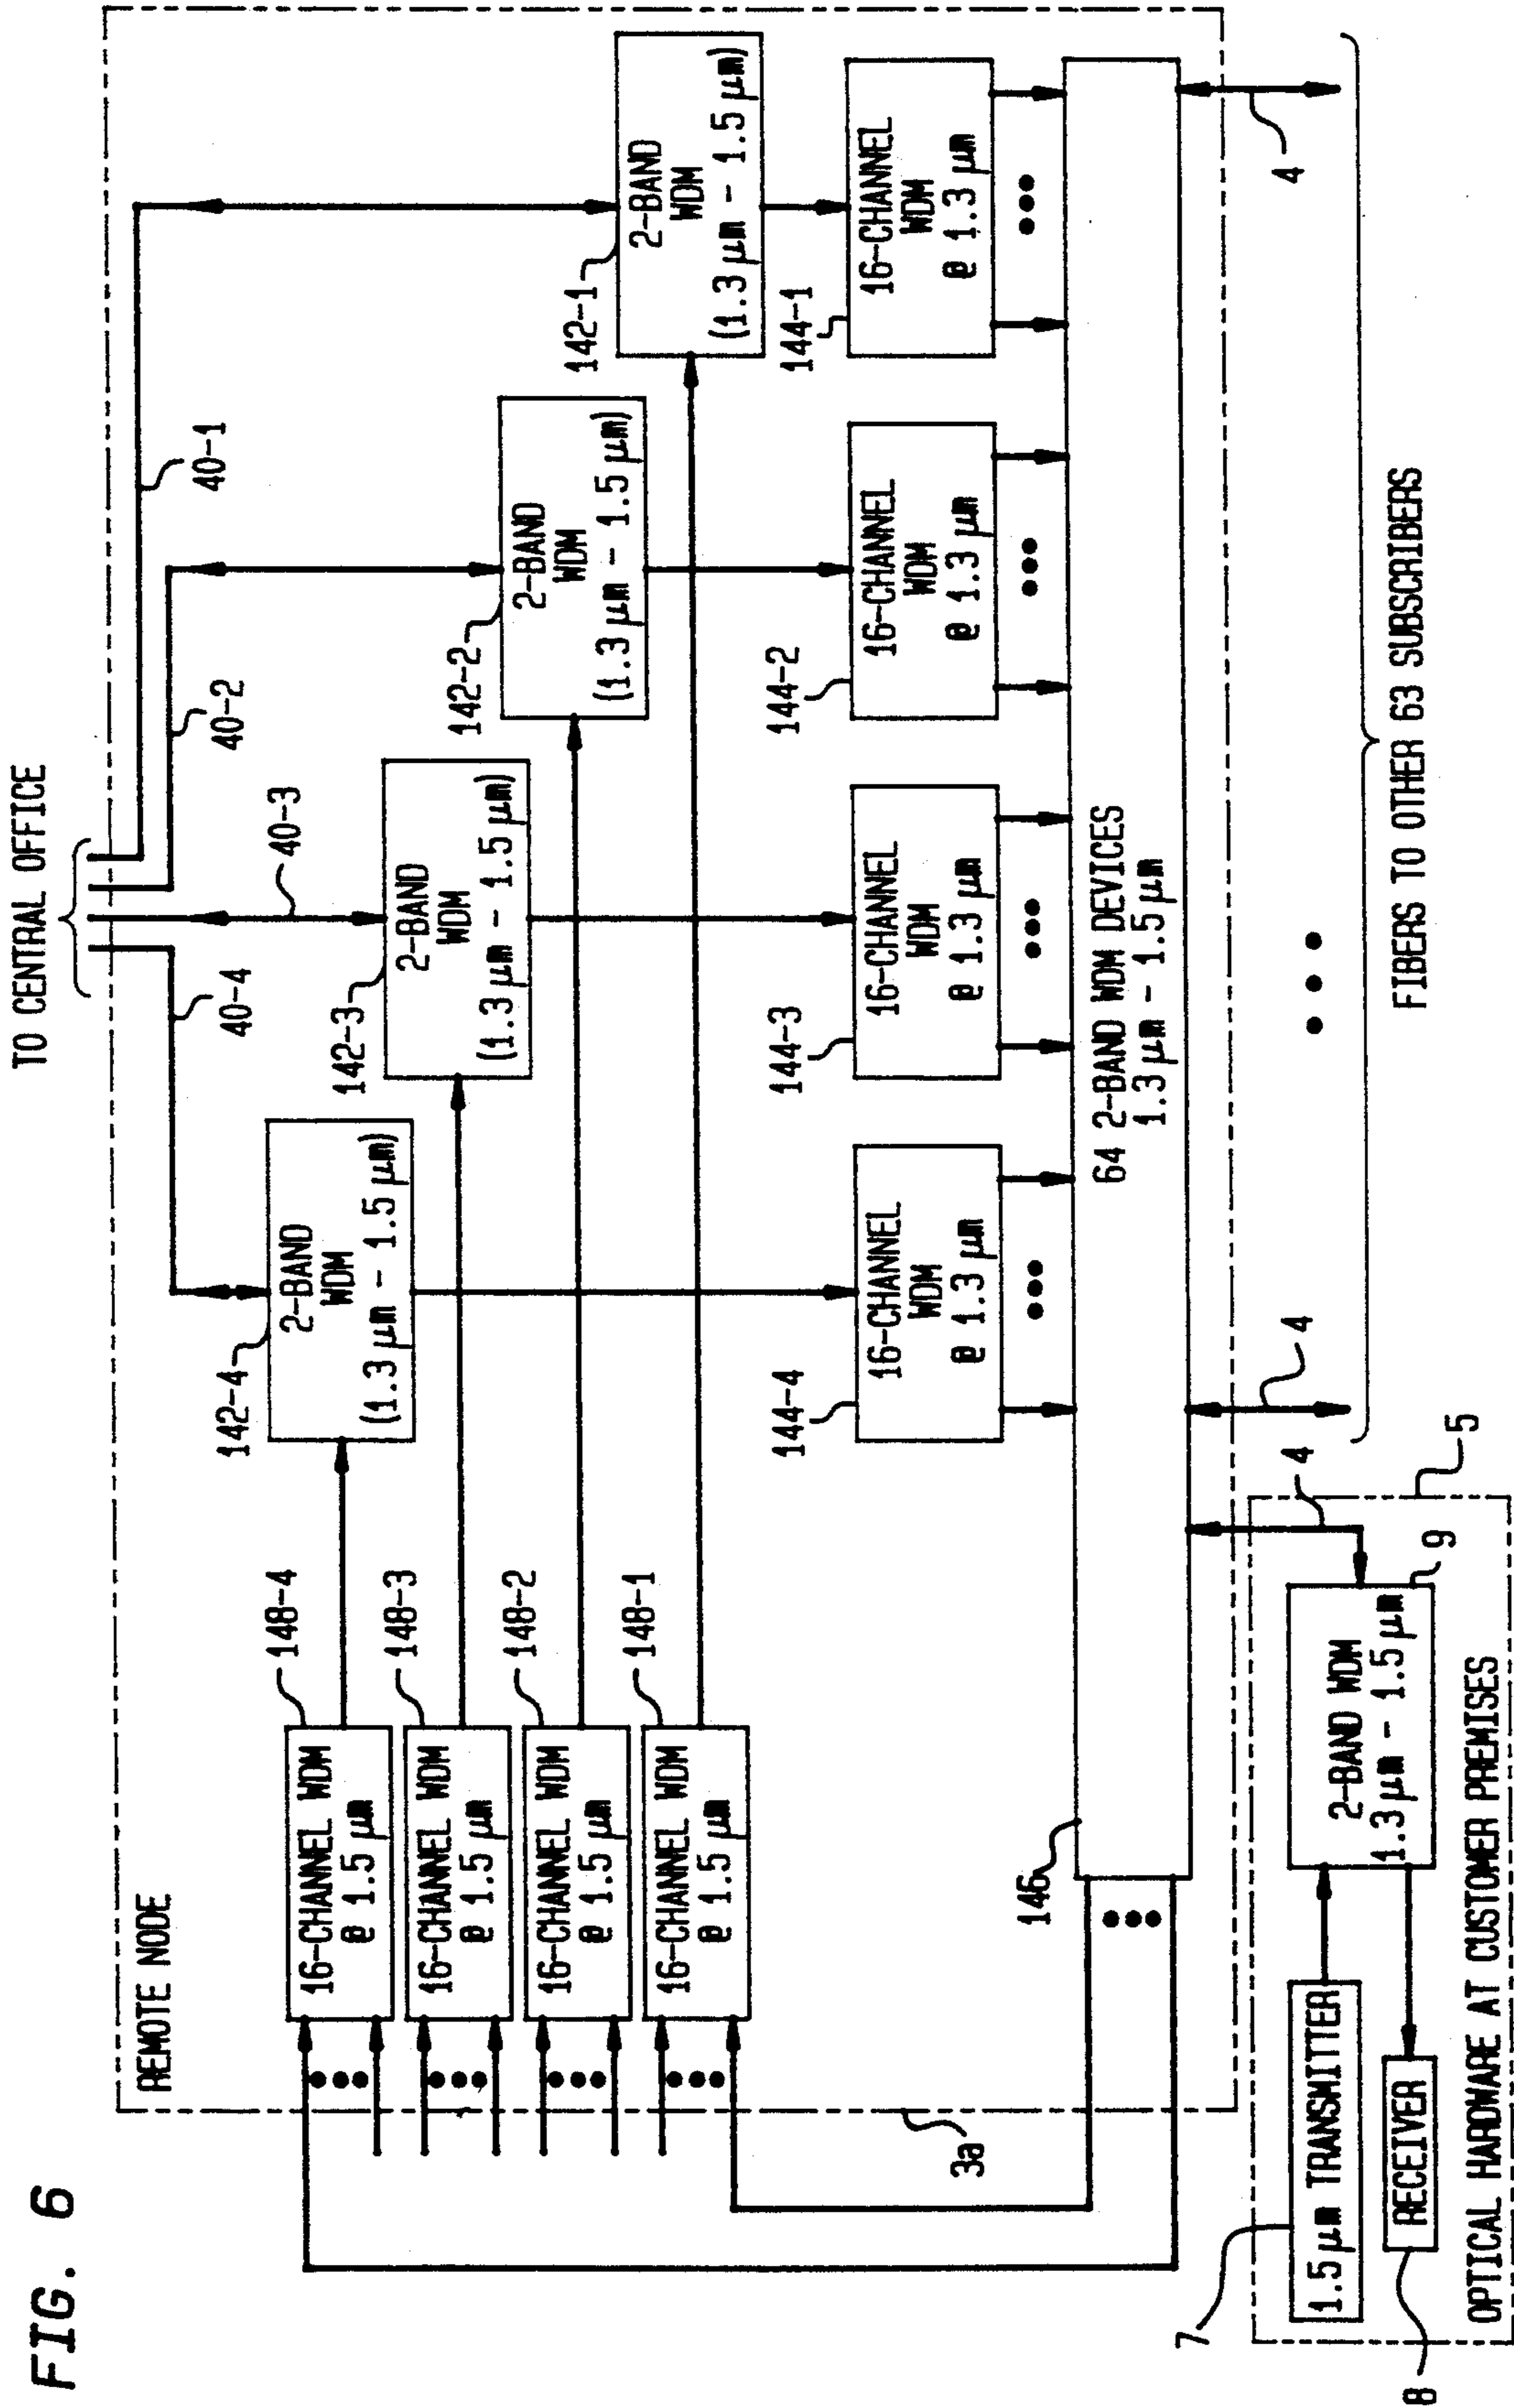 FIG. 6
TO CENTRAL OFFICE
REMOTE NODE
40-4
40-3
40-2
40-1
142-4
2-BAND
WDM
(1.3 µm - 1.5 µm)
142-3
2-BAND
WDM
(1.3 µm - 1.5 µm)
142-2
2-BAND
WDM
(1.3 µm - 1.5 µm)
142-1
2-BAND
WDM
(1.3 µm - 1.5 µm)
16-CHANNEL WDM
@ 1.5 µm
148-4
16-CHANNEL WDM
@ 1.5 µm
148-3
16-CHANNEL WDM
@ 1.5 µm
148-2
16-CHANNEL WDM
@ 1.5 µm
148-1
144-4
16-CHANNEL
WDM
@ 1.3 µm
144-3
16-CHANNEL
WDM
@ 1.3 µm
144-2
16-CHANNEL
WDM
@ 1.3 µm
144-1
16-CHANNEL
WDM
@ 1.3 µm
146
64 2-BAND WDM DEVICES
1.3 µm - 1.5 µm
3a
4
4
4
5
7
1.5 µm TRANSMITTER
8
RECEIVER
2-BAND WDM
1.3 µm - 1.5 µm
9
OPTICAL HARDWARE AT CUSTOMER PREMISES
FIBERS TO OTHER 63 SUBSCRIBERS